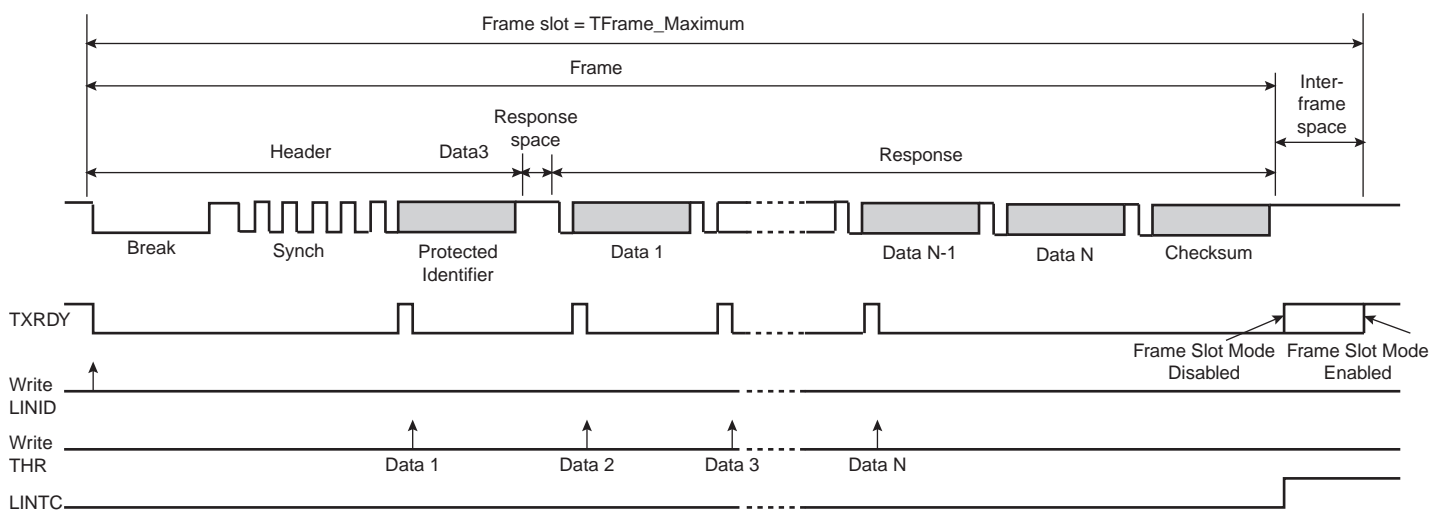 Frame slot = TFrame_Maximum
Frame
Inter-
frame
space
Response
space
Header
Data3
Response
Break
Synch
Protected
Identifier
Data 1
Data N-1
Data N
Checksum
TXRDY
Frame Slot Mode
Disabled
Frame Slot Mode
Enabled
Write
LINID
Write
THR
Data 1
Data 2
Data 3
Data N
LINTC